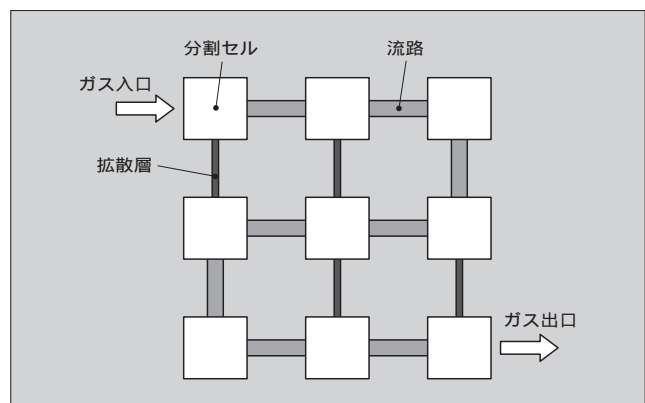 分割セル
流路
ガス入口
拡散層
ガス出口